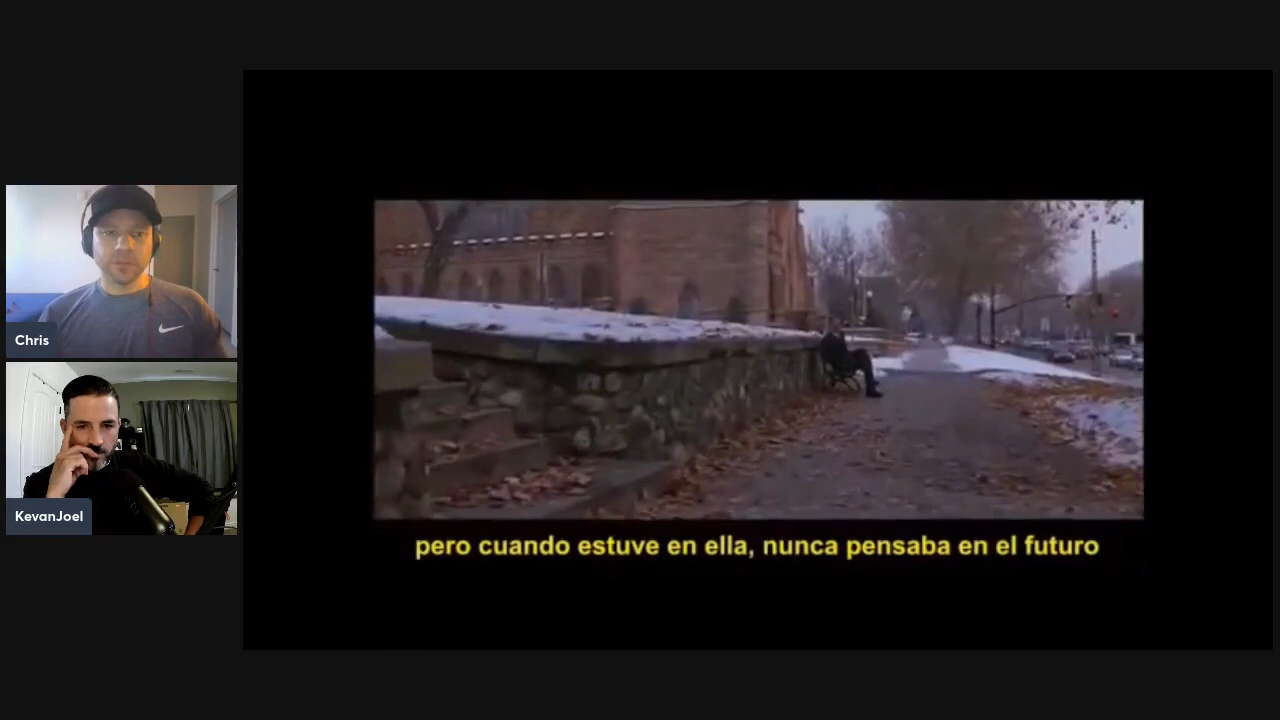 Chris
KevanJoel
pero cuando estuve en ella, nunca pensaba en el futuro